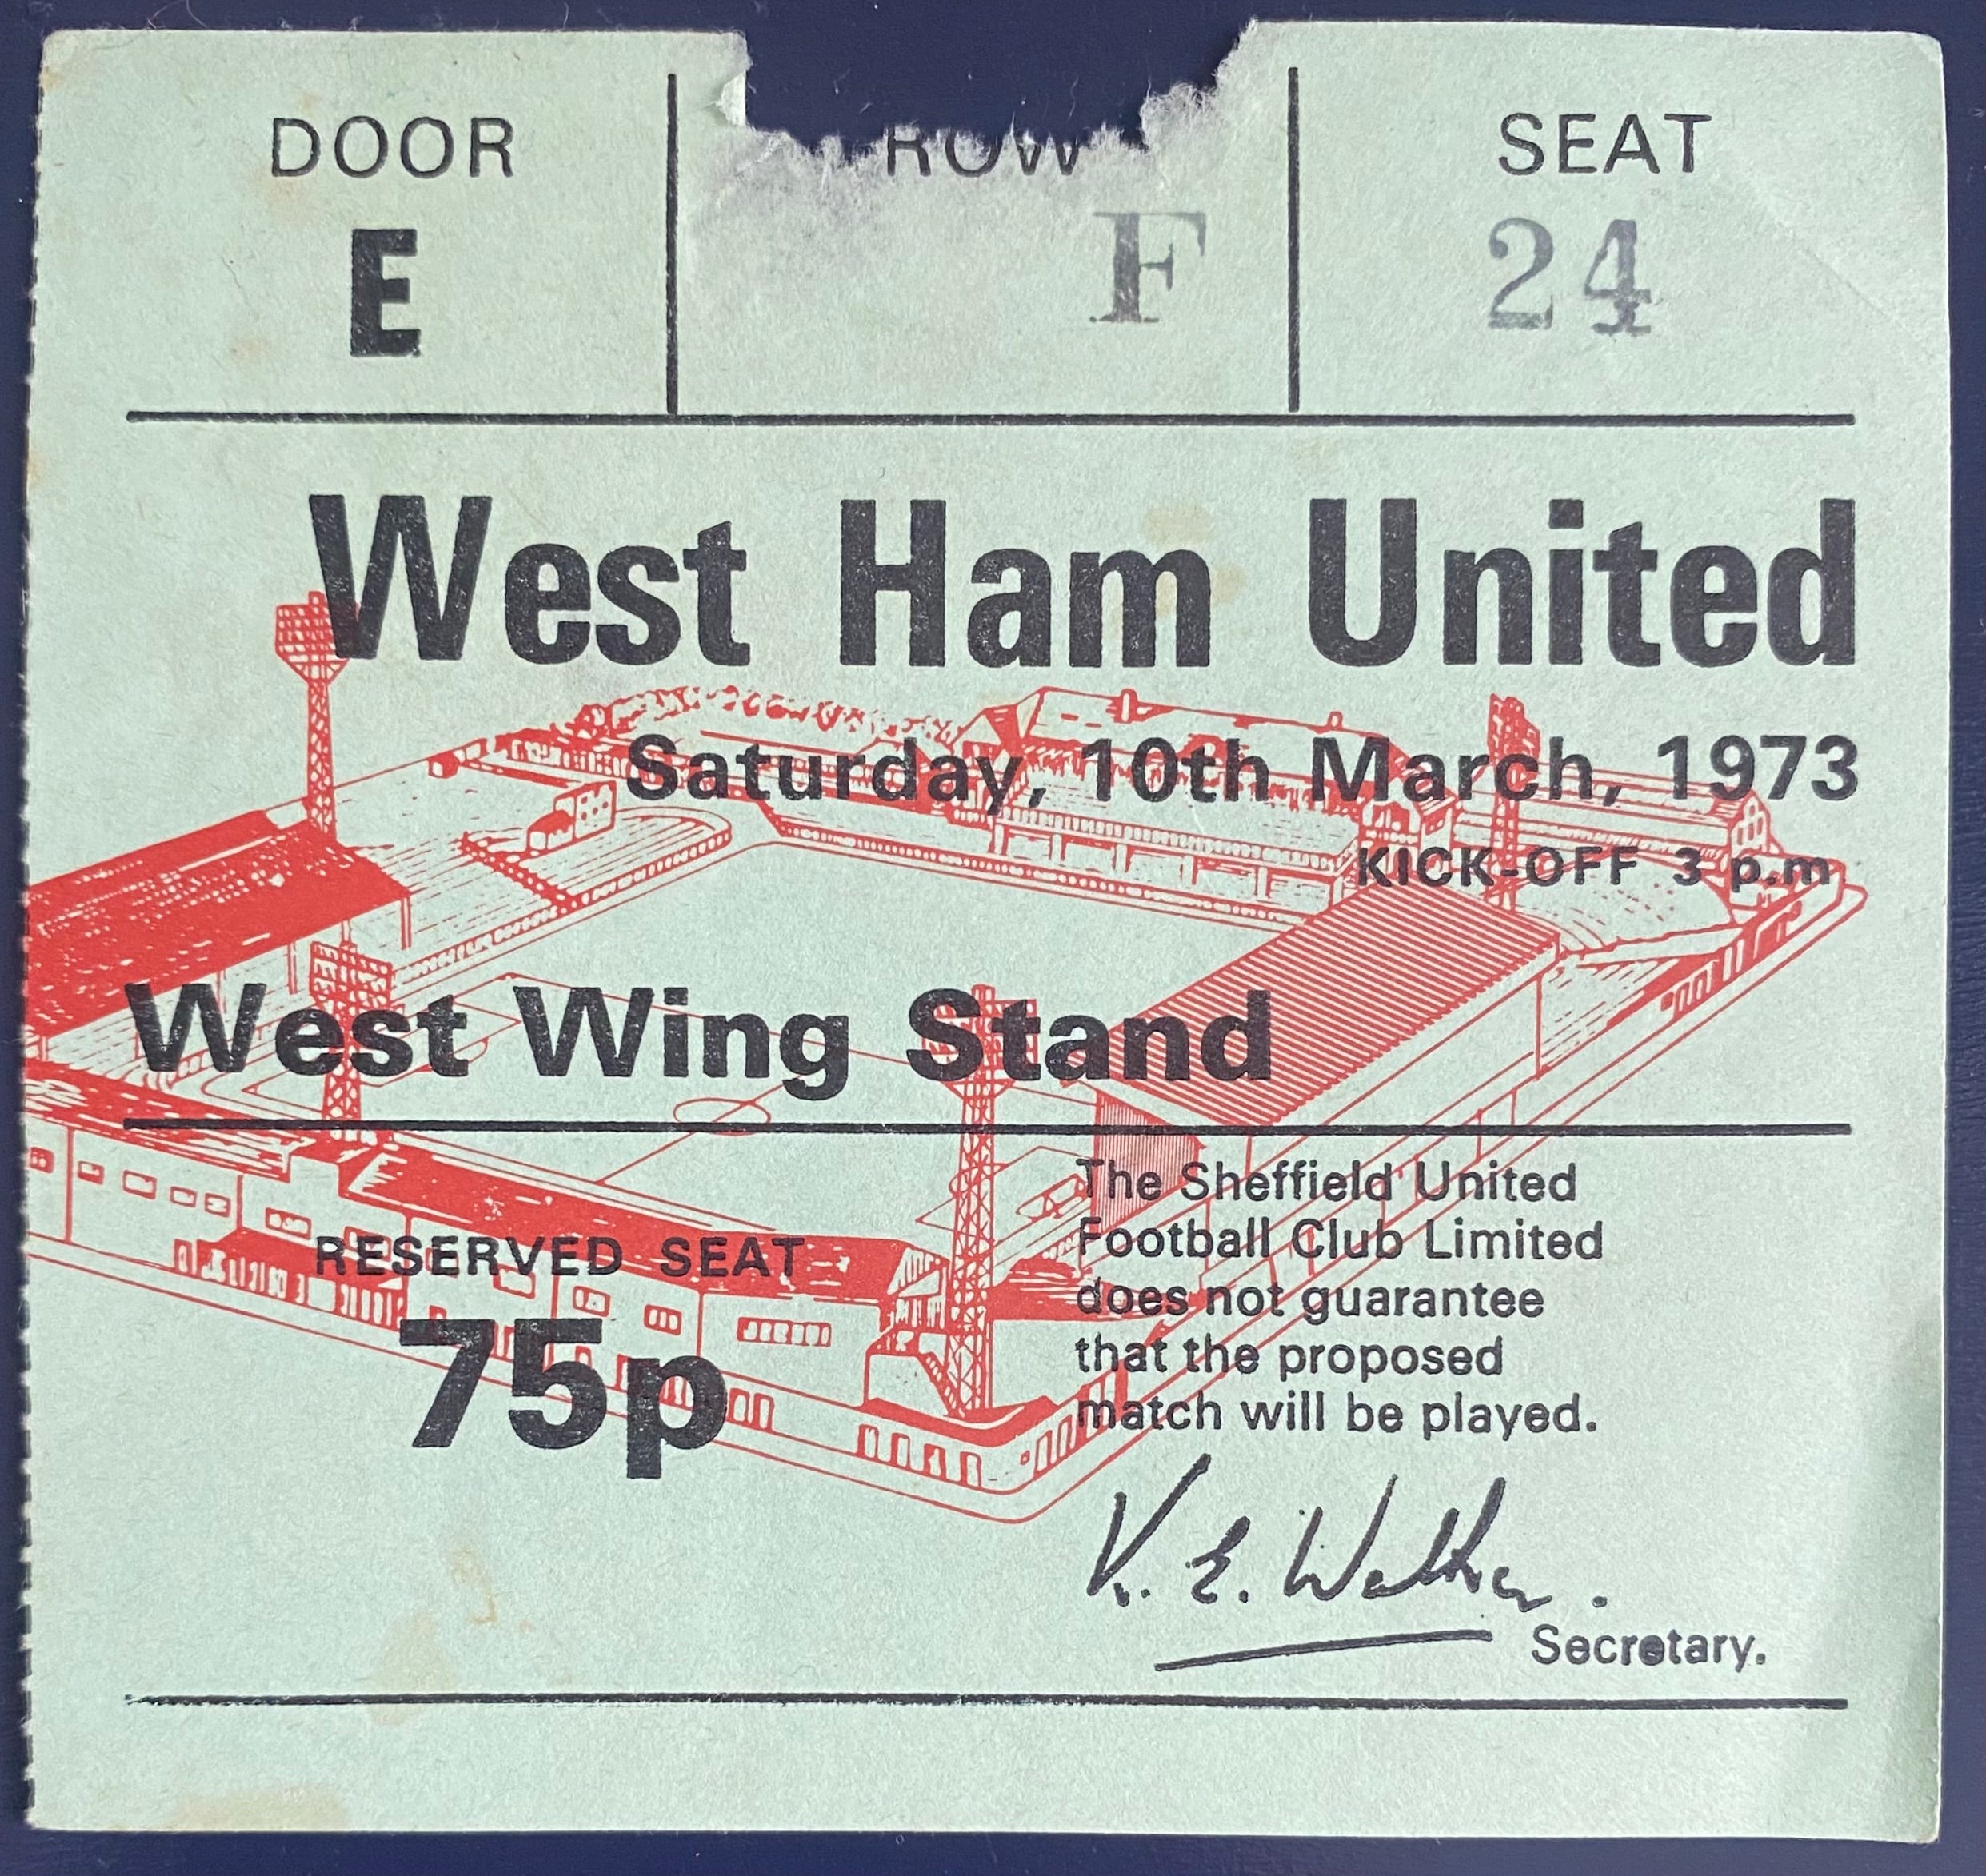 DOOR ROW SEAT
E F 24
West Ham United
Saturday, 10th March, 1973
KICK-OFF 3 p.m
West Wing Stand
RESERVED SEAT
75p
The Sheffield United
Football Club Limited
does not guarantee
that the proposed
match will be played.
K. E. Walker.
Secretary.